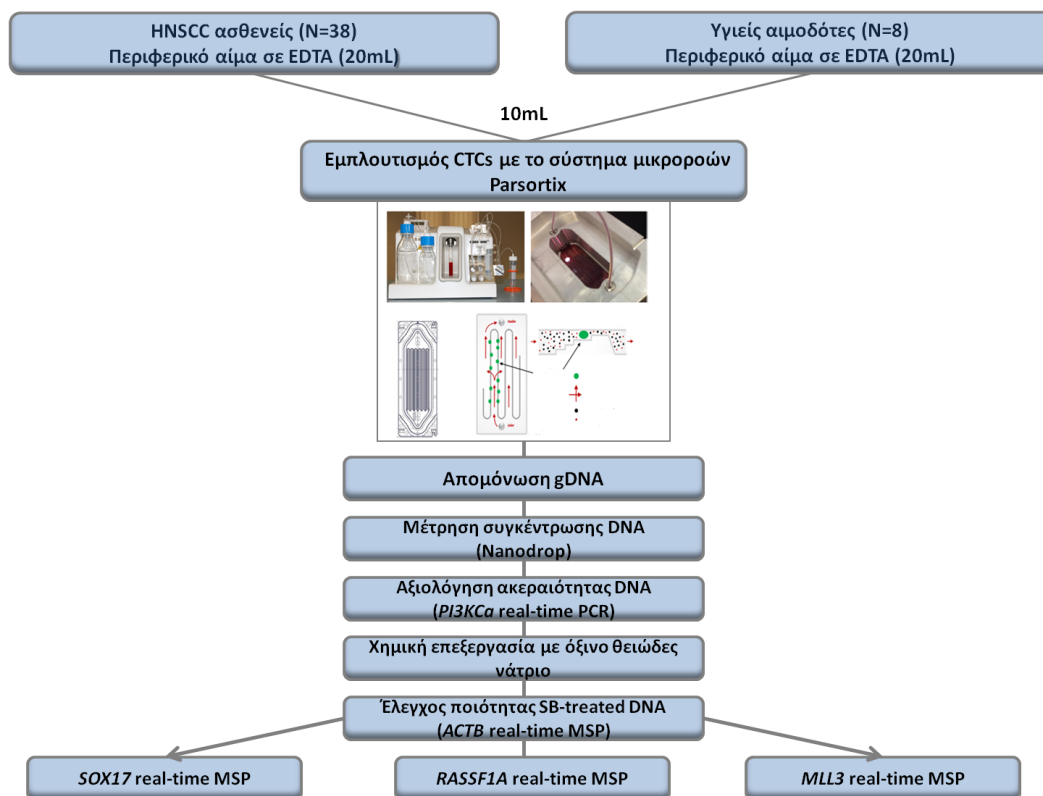 HNSCC ασθενείς (N=38)
Περιφερικό αίμα σε EDTA (20mL)
Υγιείς αιμοδότες (N=8)
Περιφερικό αίμα σε EDTA (20mL)
10mL
Εμπλουτισμός CTCs με το σύστημα μικροροών
Parsortix
Απομόνωση gDNA
Μέτρηση συγκέντρωσης DNA
(Nanodrop)
Αξιολόγηση ακεραιότητας DNA
(PI3KCa real-time PCR)
Χημική επεξεργασία με όξινο θειώδες
νάτριο
Έλεγχος ποιότητας SB-treated DNA
(ACTB real-time MSP)
SOX17 real-time MSP
RASSF1A real-time MSP
MLL3 real-time MSP